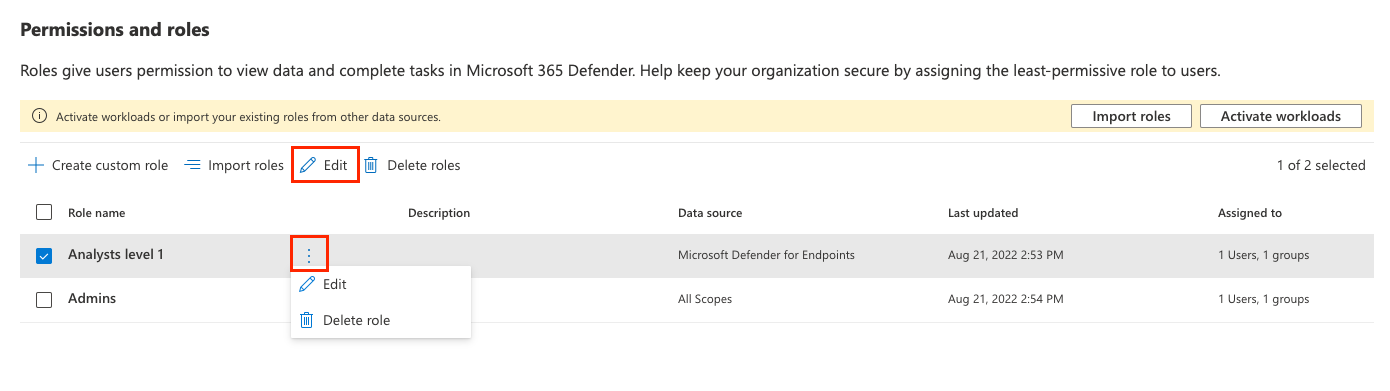 Permissions and roles
Roles give users permission to view data and complete tasks in Microsoft 365 Defender. Help keep your organization secure by assigning the least-permissive role to users.
Activate workloads or import your existing roles from other data sources. Import roles Activate workloads
Create custom role Import roles Edit Delete roles 1 of 2 selected
Role name Description Data source Last updated Assigned to
Analysts level 1 Microsoft Defender for Endpoints Aug 21, 2022 2:53 PM 1 Users, 1 groups
Edit
Admins All Scopes Aug 21, 2022 2:54 PM 1 Users, 1 groups
Delete role